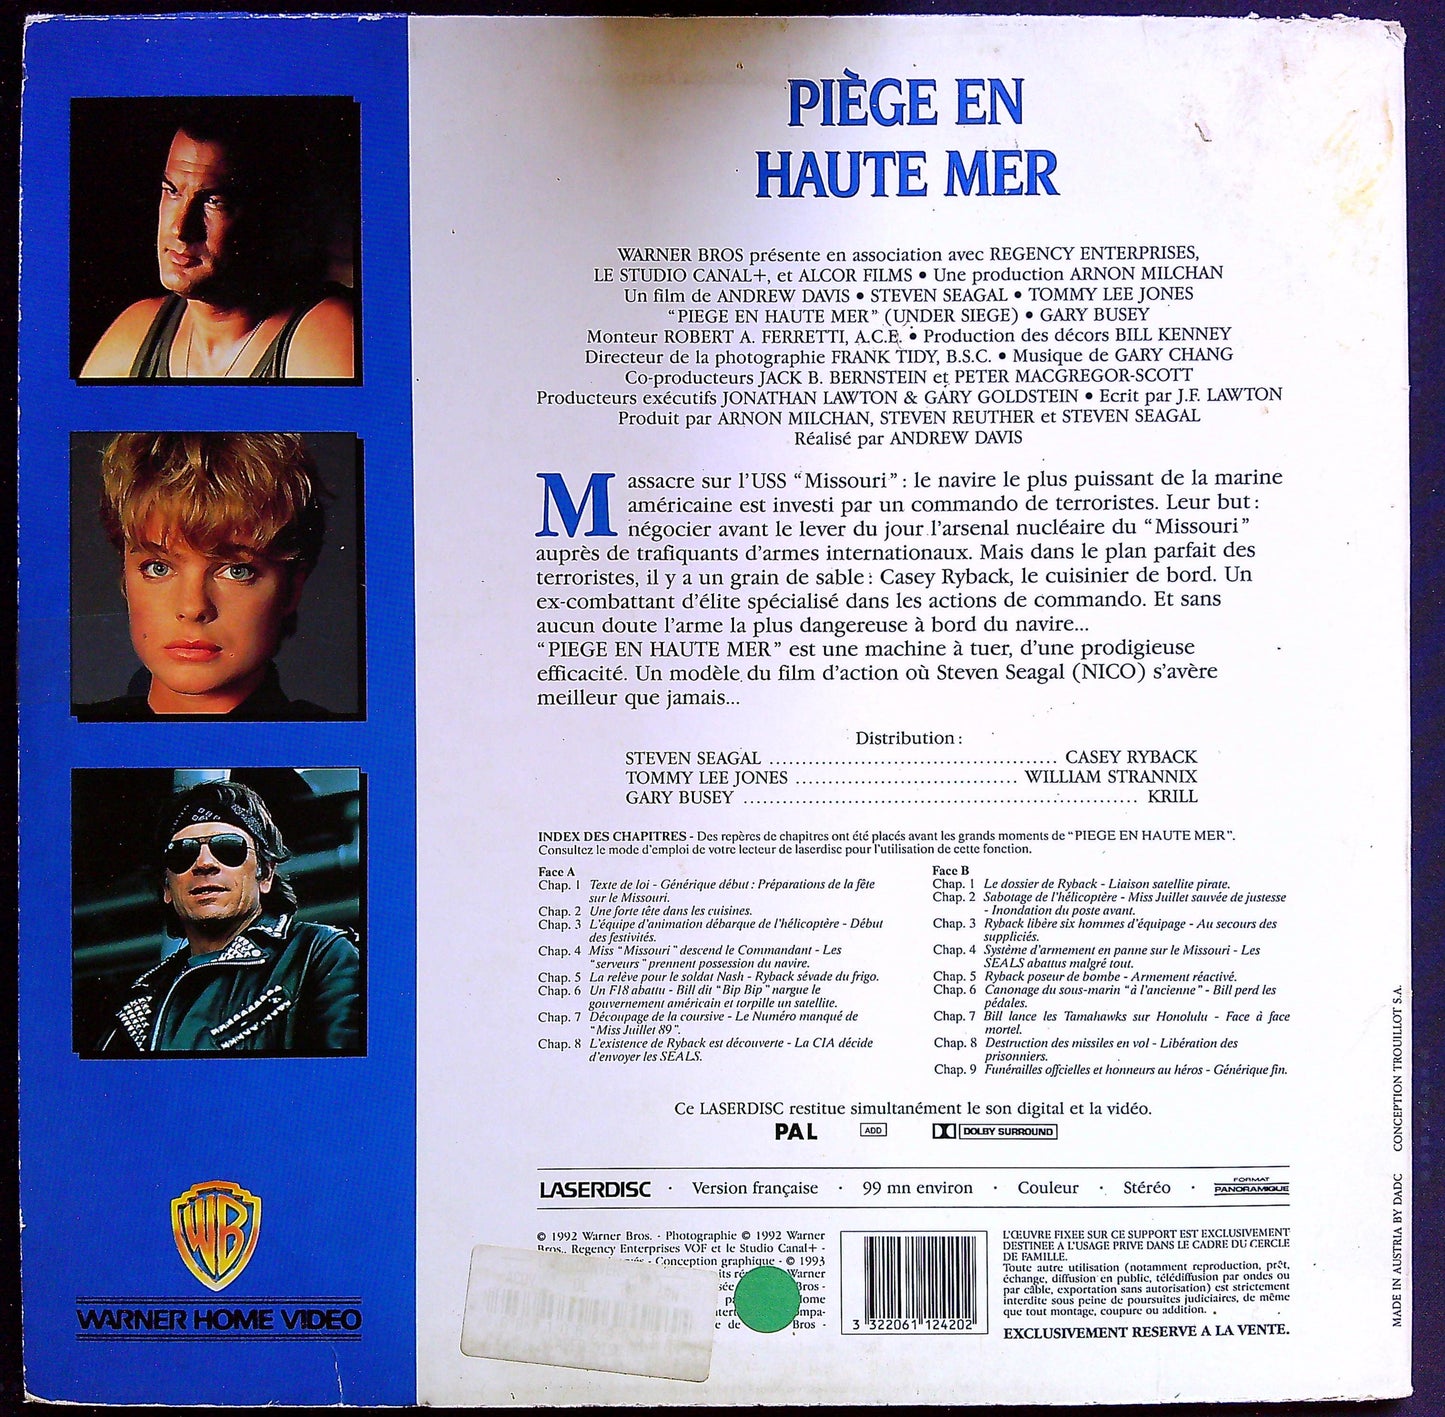 PIÈGE EN
HAUTE MER
WARNER BROS présente en association avec REGENCY ENTERPRISES,
LE STUDIO CANAL+, et ALCOR FILMS • Une production ARNON MILCHAN
Un film de ANDREW DAVIS • STEVEN SEAGAL • TOMMY LEE JONES
“PIEGE EN HAUTE MER” (UNDER SIEGE) • GARY BUSEY
Monteur ROBERT A. FERRETTI, A.C.E. • Production des décors BILL KENNEY
Directeur de la photographie FRANK TIDY, B.S.C. • Musique de GARY CHANG
Co-producteurs JACK B. BERNSTEIN et PETER MACGREGOR-SCOTT
Producteurs exécutifs JONATHAN LAWTON & GARY GOLDSTEIN • Ecrit par J.F. LAWTON
Produit par ARNON MILCHAN, STEVEN REUTHER et STEVEN SEAGAL
Réalisé par ANDREW DAVIS
Massacre sur l’USS “Missouri” : le navire le plus puissant de la marine
américaine est investi par un commando de terroristes. Leur but :
négocier avant le lever du jour l’arsenal nucléaire du “Missouri”
auprès de trafiquants d’armes internationaux. Mais dans le plan parfait des
terroristes, il y a un grain de sable : Casey Ryback, le cuisinier de bord. Un
ex-combattant d’élite spécialisé dans les actions de commando. Et sans
aucun doute l’arme la plus dangereuse à bord du navire...
“PIEGE EN HAUTE MER” est une machine à tuer, d’une prodigieuse
efficacité. Un modèle du film d’action où Steven Seagal (NICO) s’avère
meilleur que jamais...
Distribution :
STEVEN SEAGAL ............................................. CASEY RYBACK
TOMMY LEE JONES ................................... WILLIAM STRANNIX
GARY BUSEY ............................................................ KRILL
INDEX DES CHAPITRES - Des repères de chapitres ont été placés avant les grands moments de “PIEGE EN HAUTE MER”.
Consultez le mode d’emploi de votre lecteur de laserdisc pour l’utilisation de cette fonction.
Face A
Chap. 1 Texte de loi - Générique début : Préparations de la fête
sur le Missouri.
Chap. 2 Une forte tête dans les cuisines.
Chap. 3 L’équipe d’animation débarque de l’hélicoptère - Début
des festivités.
Chap. 4 Miss “Missouri” descend le Commandant - Les
“serveurs” prennent possession du navire.
Chap. 5 La relève pour le soldat Nash - Ryback s’évade du frigo.
Chap. 6 Un F18 abattu - Bill dit “Bip Bip” nargue le
gouvernement américain et torpille un satellite.
Chap. 7 Découpage de la coursive - Le Numéro manqué de
“Miss Juillet 89”.
Chap. 8 L’existence de Ryback est découverte - La CIA décide
d’envoyer les SEALS.
Face B
Chap. 1 Le dossier de Ryback - Liaison satellite pirate.
Chap. 2 Sabotage de l’hélicoptère - Miss Juillet sauvée de justesse
- Inondation du poste avant.
Chap. 3 Ryback libère six hommes d’équipage - Au secours des
suppliciés.
Chap. 4 Système d’armement en panne sur le Missouri - Les
SEALS abattus malgré tout.
Chap. 5 Ryback poseur de bombe - Armement réactivé.
Chap. 6 Canonage du sous-marin “à l’ancienne” - Bill perd les
pédales.
Chap. 7 Bill lance les Tamahawks sur Honolulu - Face à face
mortel.
Chap. 8 Destruction des missiles en vol - Libération des
prisonniers.
Chap. 9 Funérailles officielles et honneurs au héros - Générique fin.
Ce LASERDISC restitue simultanément le son digital et la vidéo.
PAL ADD DOLBY SURROUND
LASERDISC · Version française · 99 mn environ · Couleur · Stéréo · FORMAT PANORAMIQUE
WB
WARNER HOME VIDEO
© 1992 Warner Bros. · Photographie © 1992 Warner
Bros., Regency Enterprises VOF et le Studio Canal+ ·
Conception graphique · © 1993
Warner
Bros ·
Home
de Bros ·
3 322061 124202
L’ŒUVRE FIXEE SUR CE SUPPORT EST EXCLUSIVEMENT
DESTINEE A L’USAGE PRIVE DANS LE CADRE DU CERCLE
DE FAMILLE.
Toute autre utilisation (notamment reproduction, prêt,
échange, diffusion en public, télédiffusion par ondes ou
par câble, exportation sans autorisation) est strictement
interdite sous peine de poursuites judiciaires, de même
que tout montage, coupure ou addition.
EXCLUSIVEMENT RESERVE A LA VENTE.
MADE IN AUSTRIA BY DADC CONCEPTION TROUILLOT S.A.